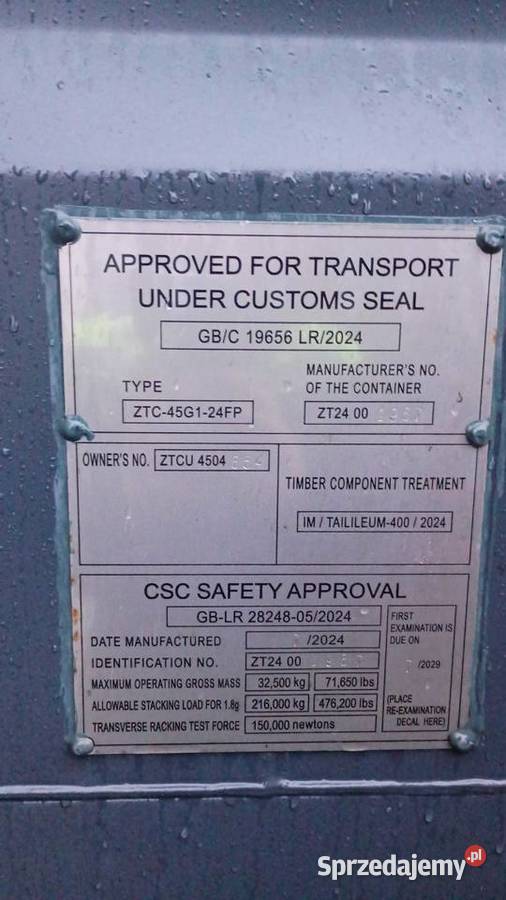 APPROVED FOR TRANSPORT
UNDER CUSTOMS SEAL
GB/C 19656 LR/2024
TYPE
ZTC-45G1-24FP
MANUFACTURER'S NO.
OF THE CONTAINER
ZT24 00
OWNER'S NO. ZTCU 4504
TIMBER COMPONENT TREATMENT
IM / TAILILEUM-400 / 2024
CSC SAFETY APPROVAL
GB-LR 28248-05/2024
DATE MANUFACTURED /2024
IDENTIFICATION NO. ZT24 00
MAXIMUM OPERATING GROSS MASS 32,500 kg 71,650 lbs
ALLOWABLE STACKING LOAD FOR 1.8g 216,000 kg 476,200 lbs
TRANSVERSE RACKING TEST FORCE 150,000 newtons
FIRST
EXAMINATION IS
DUE ON
/2029
(PLACE
RE-EXAMINATION
DECAL HERE)
Sprzedajemy.pl